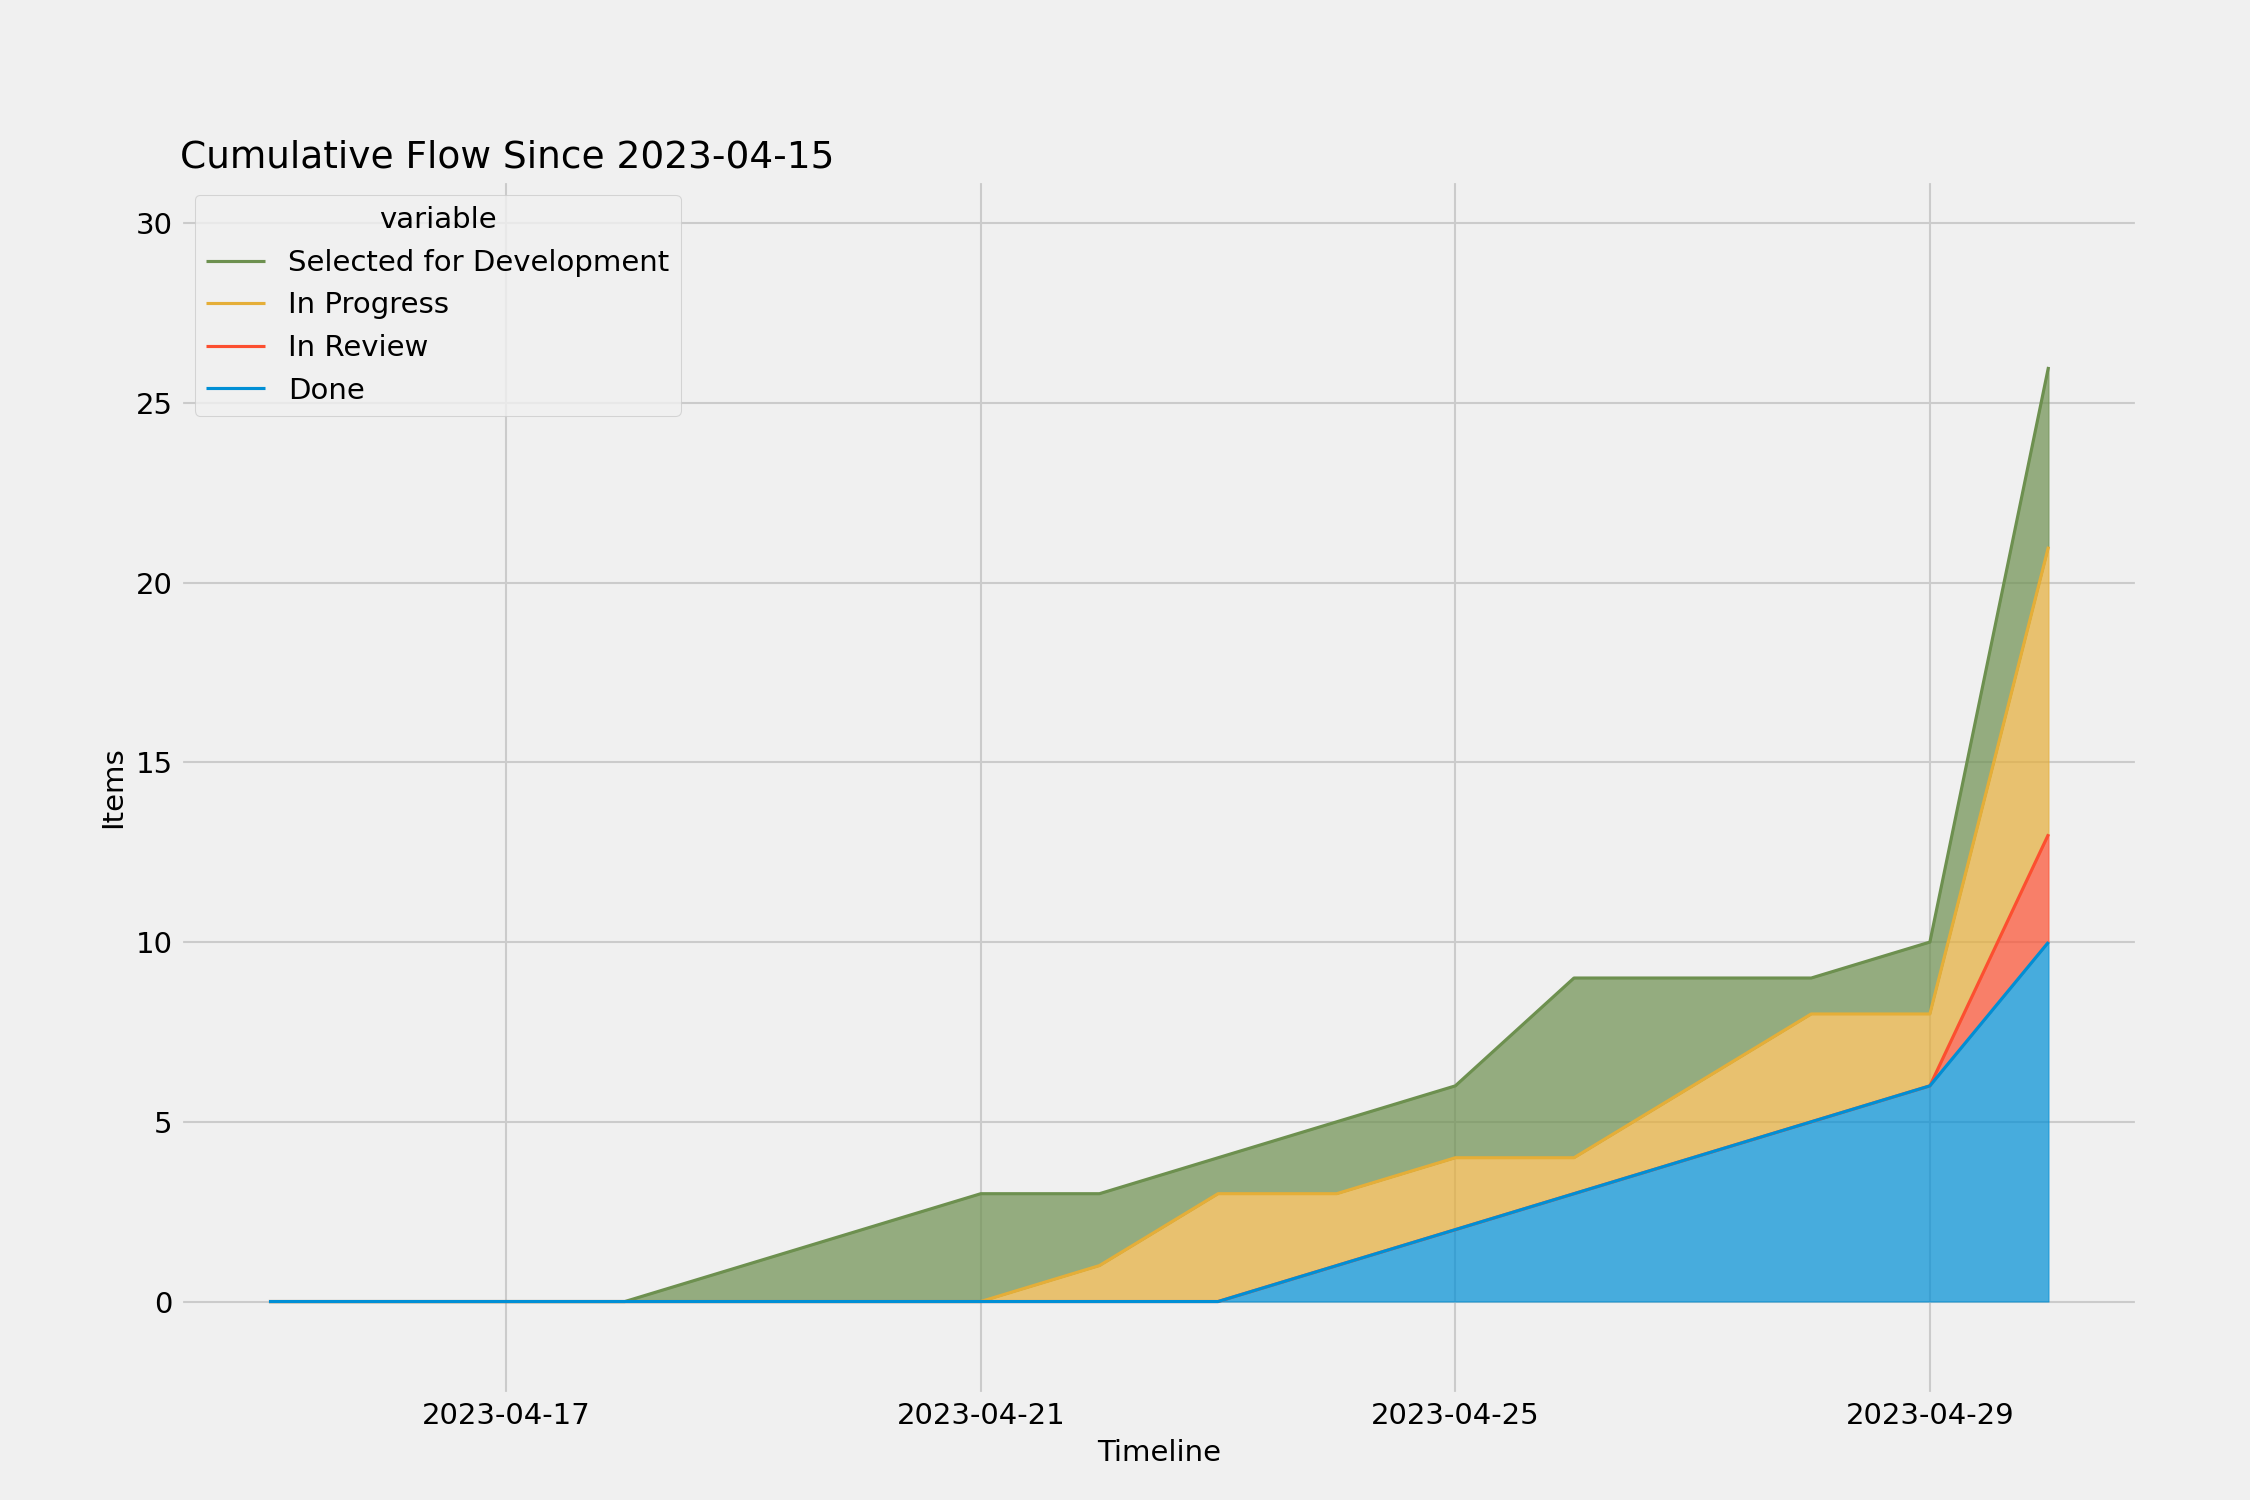 Cumulative Flow Since 2023-04-15
variable
Selected for Development
In Progress
In Review
Done
30
25
20
15
10
5
0
Items
2023-04-17 2023-04-21 2023-04-25 2023-04-29
Timeline